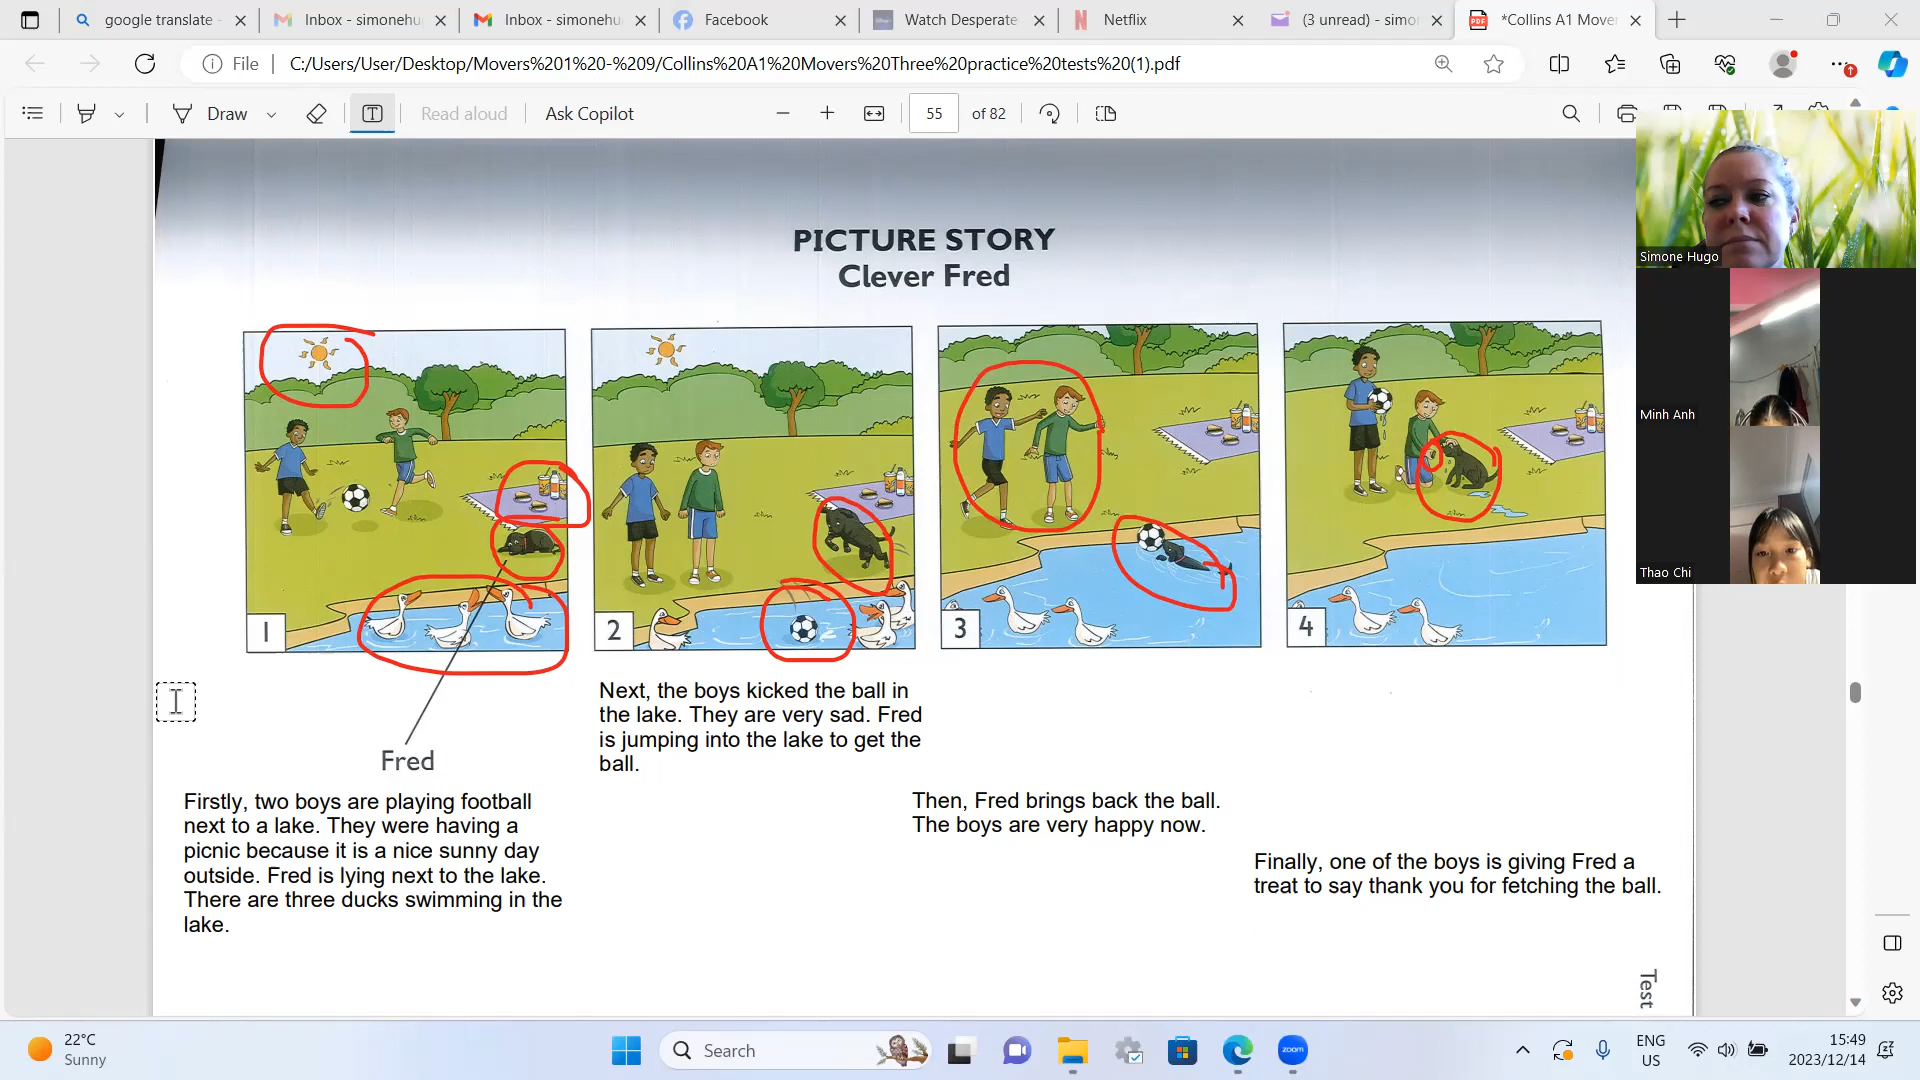 google translate -
Inbox - simonehu
Inbox - simonehu
Facebook
Watch Desperate
Netflix
(3 unread) - simo
*Collins A1 Mover
File
C:/Users/User/Desktop/Movers%201%20-%209/Collins%20A1%20Movers%20Three%20practice%20tests%20(1).pdf
Draw
Read aloud
Ask Copilot
55 of 82
PICTURE STORY
Clever Fred
Simone Hugo
Minh Anh
Thao Chi
1
2
3
4
Fred
Firstly, two boys are playing football
next to a lake. They were having a
picnic because it is a nice sunny day
outside. Fred is lying next to the lake.
There are three ducks swimming in the
lake.
Next, the boys kicked the ball in
the lake. They are very sad. Fred
is jumping into the lake to get the
ball.
Then, Fred brings back the ball.
The boys are very happy now.
Finally, one of the boys is giving Fred a
treat to say thank you for fetching the ball.
Test
22°C
Sunny
Search
zoom
ENG
US
15:49
2023/12/14